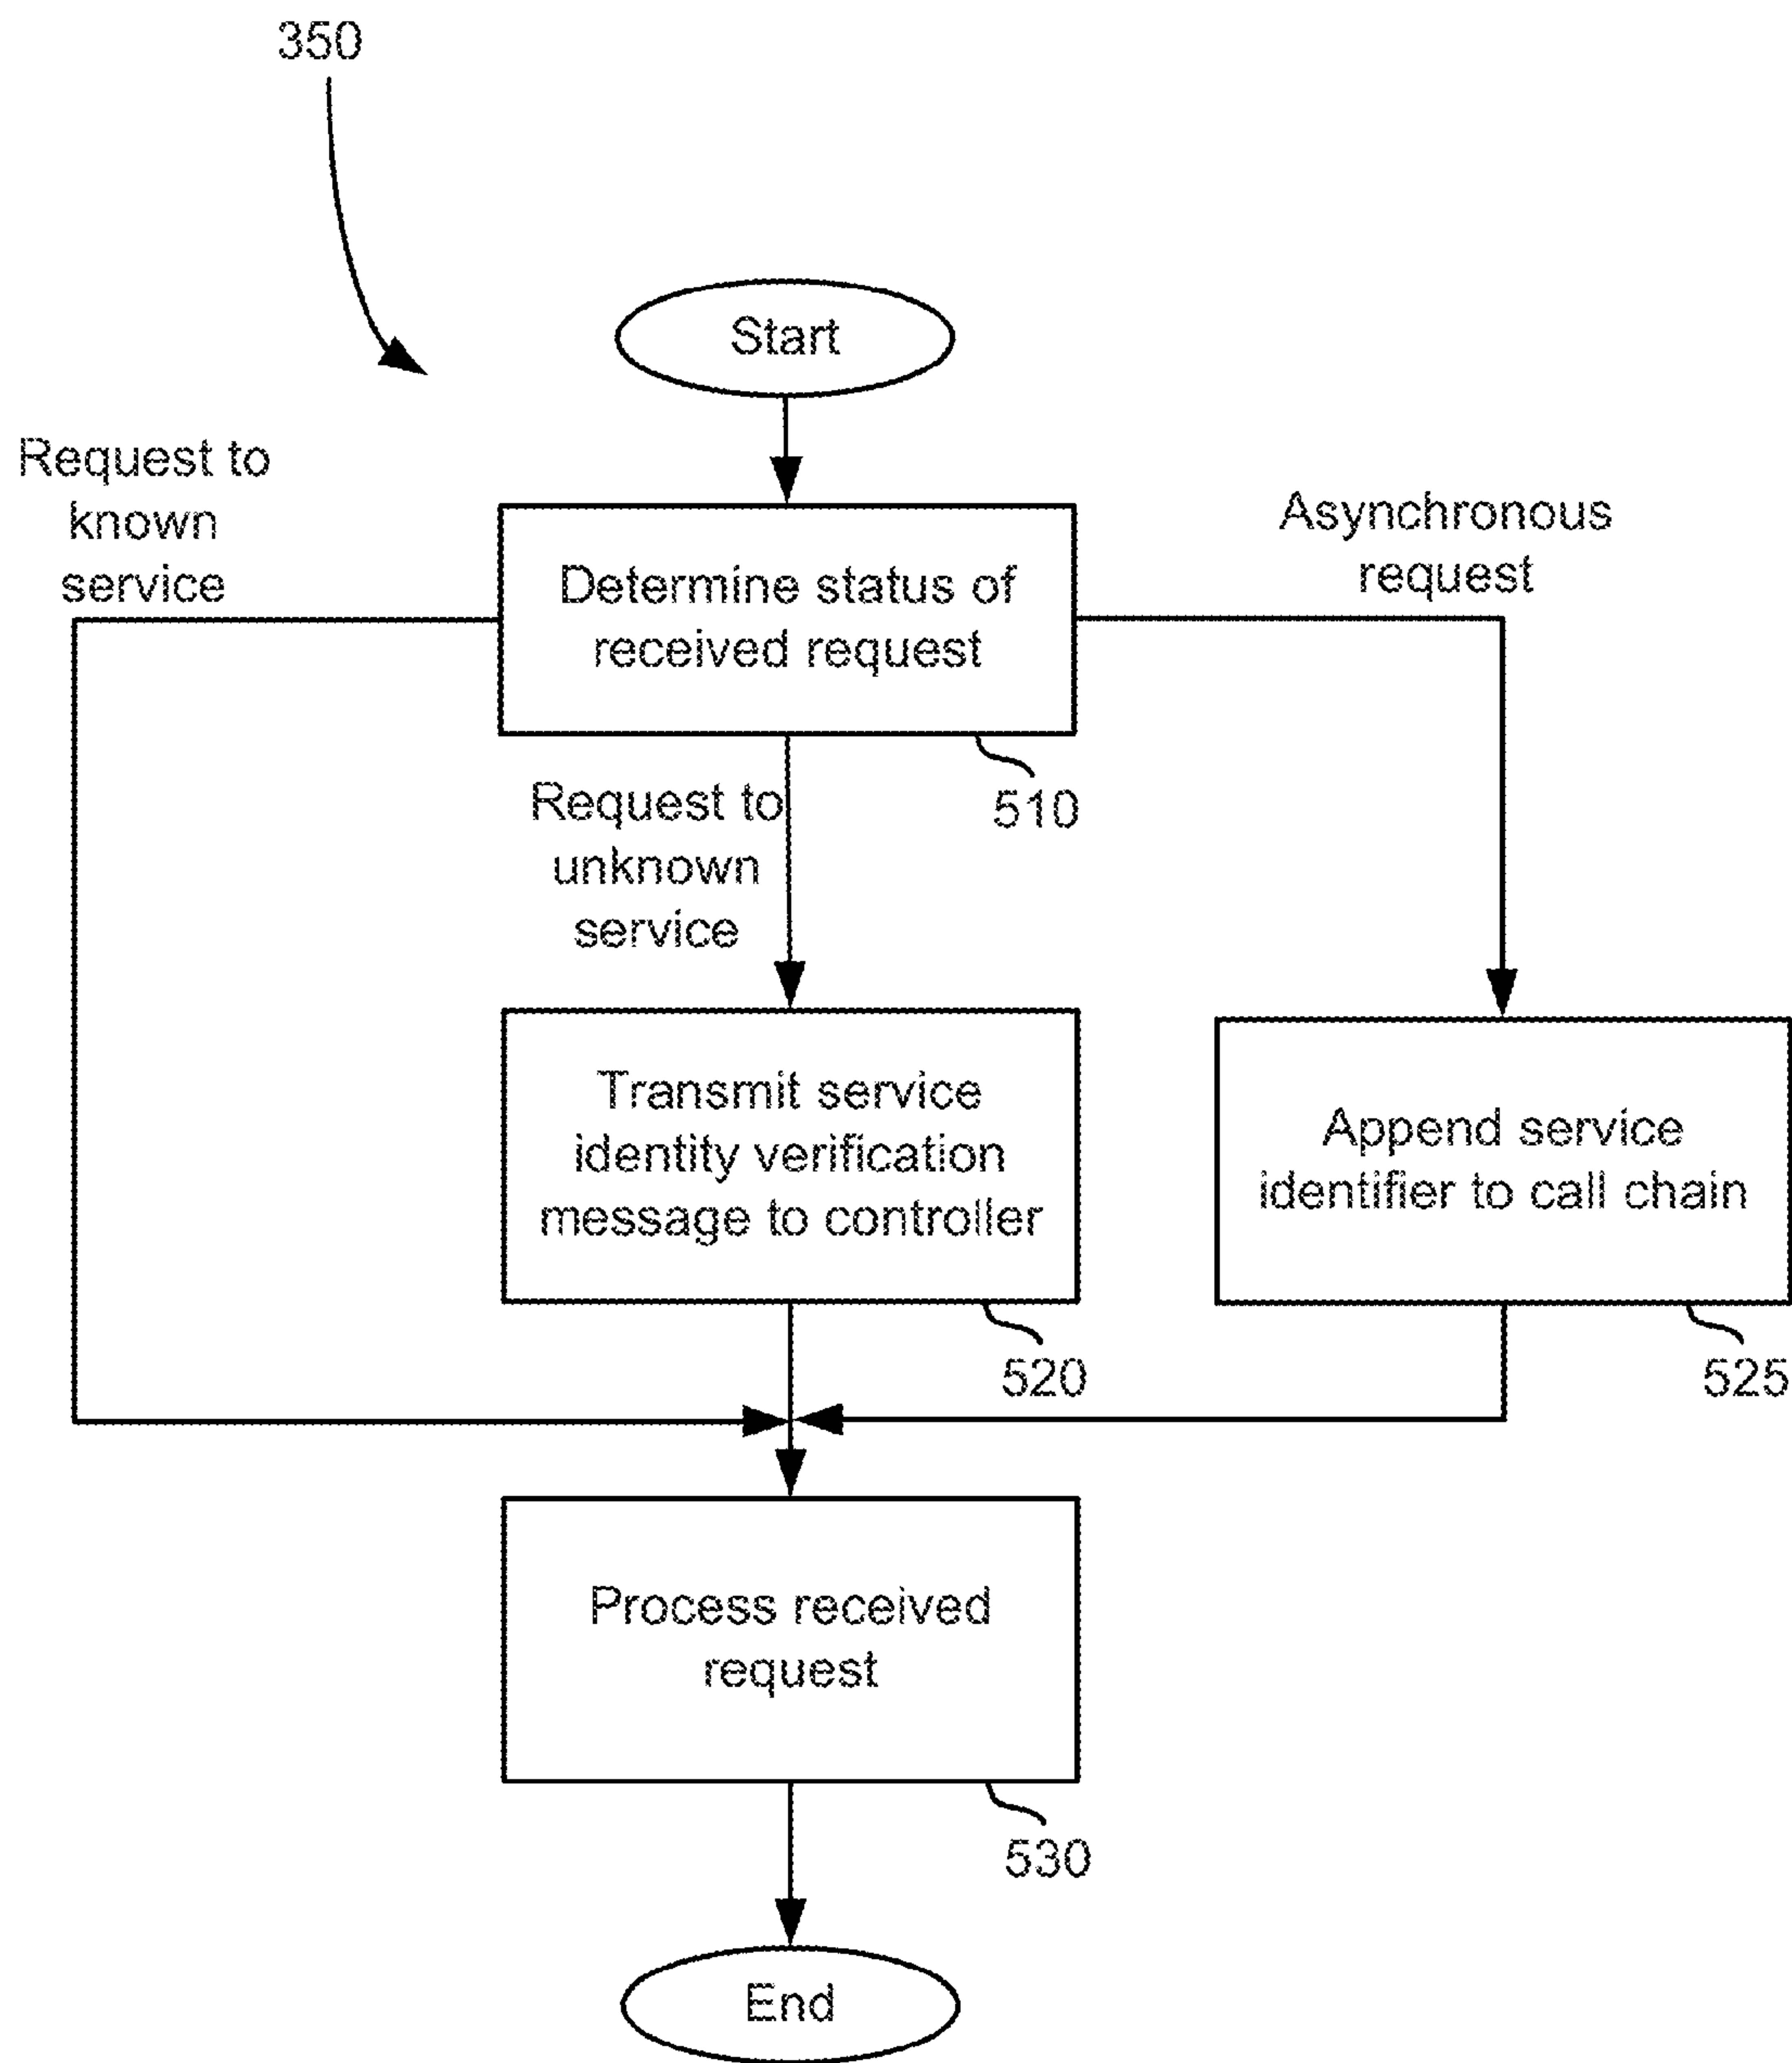 350
Start
Request to
known
service
Asynchronous
request
Determine status of
received request
510
Request to
unknown
service
Transmit service
identity verification
message to controller
520
Append service
identifier to call chain
525
Process received
request
530
End